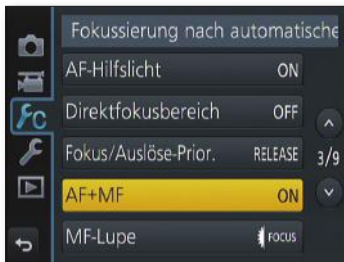 Fokussierung nach automatische
AF-Hilfslicht ON
Direktfokusbereich OFF
Fokus/Auslöse-Prior. RELEASE
3/9
AF+MF ON
MF-Lupe FOCUS
FC